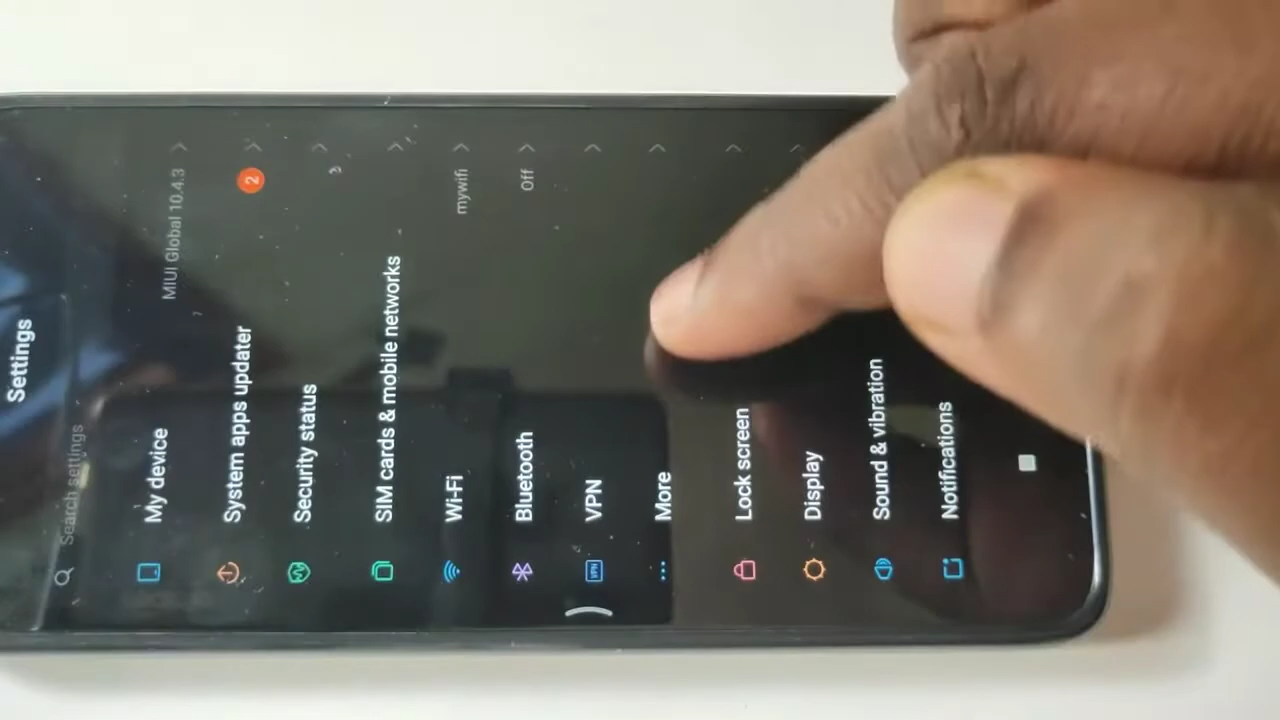 Settings
Search settings
My device MIUI Global 10.4.3
System apps updater 2
Security status
SIM cards & mobile networks
Wi-Fi mywifi
Bluetooth Off
VPN VPN
More
Lock screen
Display
Sound & vibration
Notifications